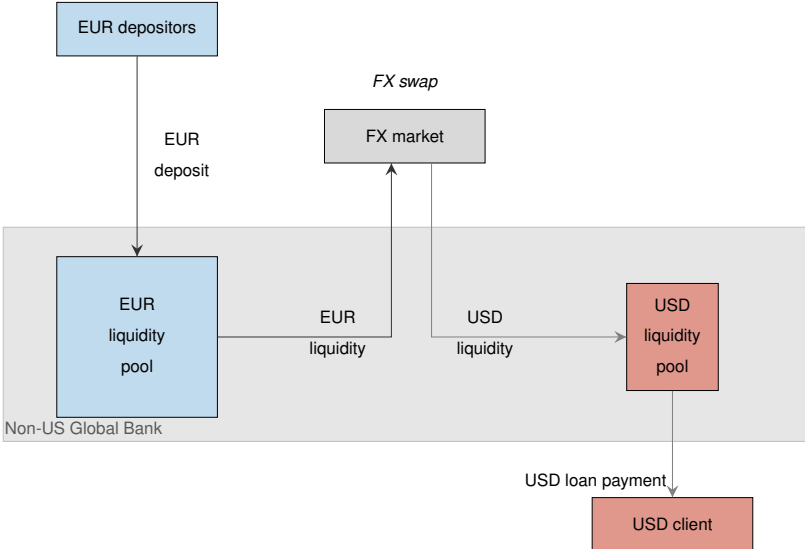 EUR depositors
FX swap
FX market
EUR
deposit
EUR
liquidity
pool
EUR
liquidity
USD
liquidity
USD
liquidity
pool
Non-US Global Bank
USD loan payment
USD client